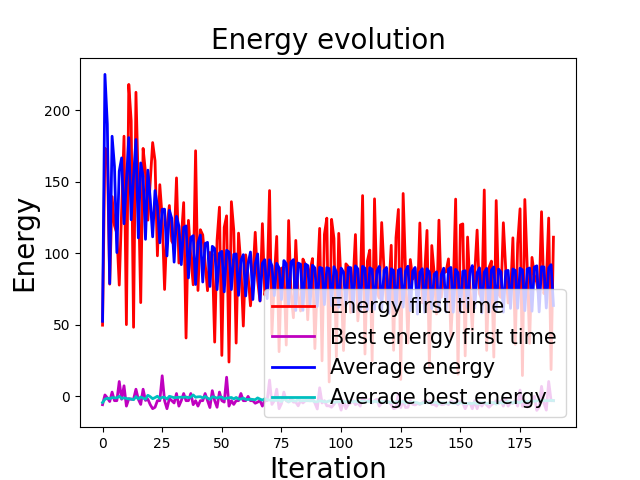 Energy evolution
Energy
200
150
100
50
0
Energy first time
Best energy first time
Average energy
Average best energy
0 25 50 75 100 125 150 175
Iteration